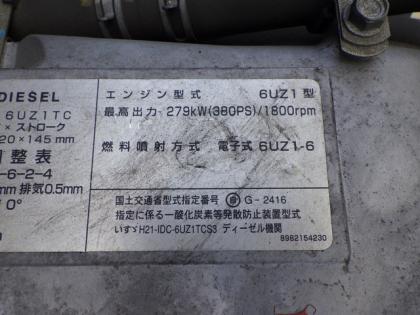 DIESEL
6UZ1TC
× ストローク
20×145 mm
調整表
-6-2-4
mm 排気0.5mm
0°
エンジン型式 6UZ1型
最高出力 279kW(380PS)/1800rpm
燃料噴射方式 電子式 6UZ1-6
国土交通省型式指定番号 G-2416
指定に係る一酸化炭素等発散防止装置型式
いすゞH21-IDC-6UZ1TCS3 ディーゼル機関
8982154230